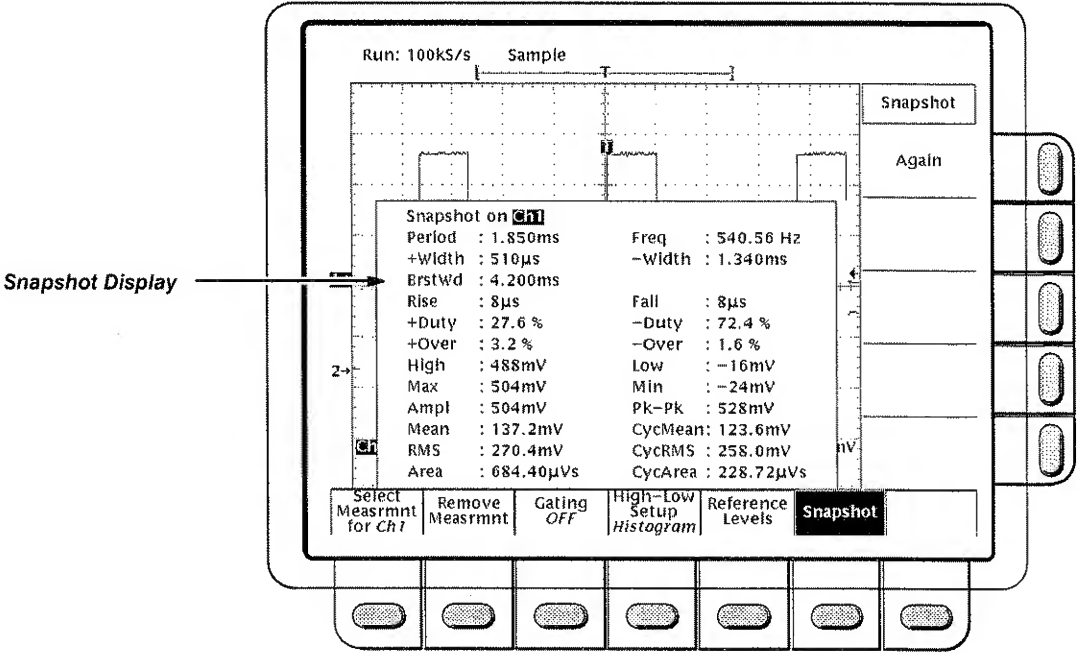 Run: 100kS/s Sample
T
Snapshot
T
Again
Snapshot on Ch1
Period : 1.850ms Freq : 540.56 Hz
+Width : 510µs −Width : 1.340ms
Snapshot Display
BrstWd : 4.200ms
Rise : 8µs Fall : 8µs
+Duty : 27.6 % −Duty : 72.4 %
+Over : 3.2 % −Over : 1.6 %
High : 488mV Low : −16mV
2→
Max : 504mV Min : −24mV
Ampl : 504mV Pk−Pk : 528mV
Mean : 137.2mV CycMean: 123.6mV
Ch RMS : 270.4mV CycRMS : 258.0mV mV
Area : 684.40µVs CycArea : 228.72µVs
Select Measrmnt for Ch1
Remove Measrmnt
Gating OFF
High−Low Setup Histogram
Reference Levels
Snapshot